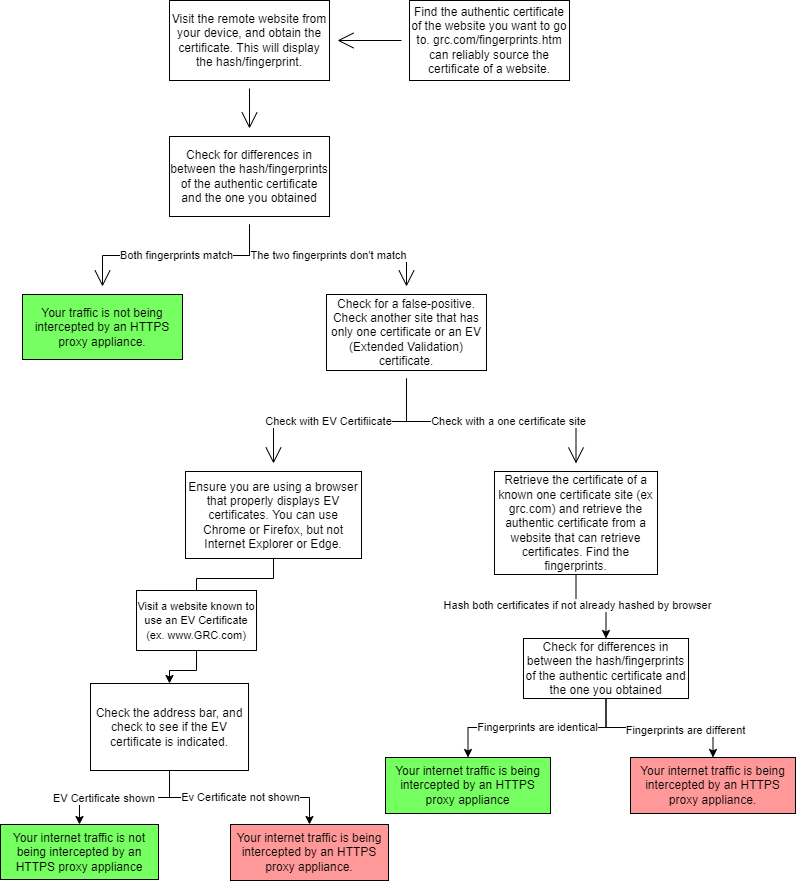 Visit the remote website from
your device, and obtain the
certificate. This will display
the hash/fingerprint.
Find the authentic certificate
of the website you want to go
to. grc.com/fingerprints.htm
can reliably source the
certificate of a website.
Check for differences in
between the hash/fingerprints
of the authentic certificate
and the one you obtained
Both fingerprints match
The two fingerprints don't match
Your traffic is not being
intercepted by an HTTPS
proxy appliance.
Check for a false-positive.
Check another site that has
only one certificate or an EV
(Extended Validation)
certificate.
Check with EV Certifiicate
Check with a one certificate site
Ensure you are using a browser
that properly displays EV
certificates. You can use
Chrome or Firefox, but not
Internet Explorer or Edge.
Retrieve the certificate of a
known one certificate site (ex
grc.com) and retrieve the
authentic certificate from a
website that can retrieve
certificates. Find the
fingerprints.
Visit a website known to
use an EV Certificate
(ex. www.GRC.com)
Hash both certificates if not already hashed by browser
Check for differences in
between the hash/fingerprints
of the authentic certificate and
the one you obtained
Check the address bar, and
check to see if the EV
certificate is indicated.
Fingerprints are identical
Fingerprints are different
Your internet traffic is being
intercepted by an HTTPS
proxy appliance
Your internet traffic is being
intercepted by an HTTPS
proxy appliance.
EV Certificate shown
Ev Certificate not shown
Your internet traffic is not
being intercepted by an
HTTPS proxy appliance
Your internet traffic is being
intercepted by an HTTPS
proxy appliance.